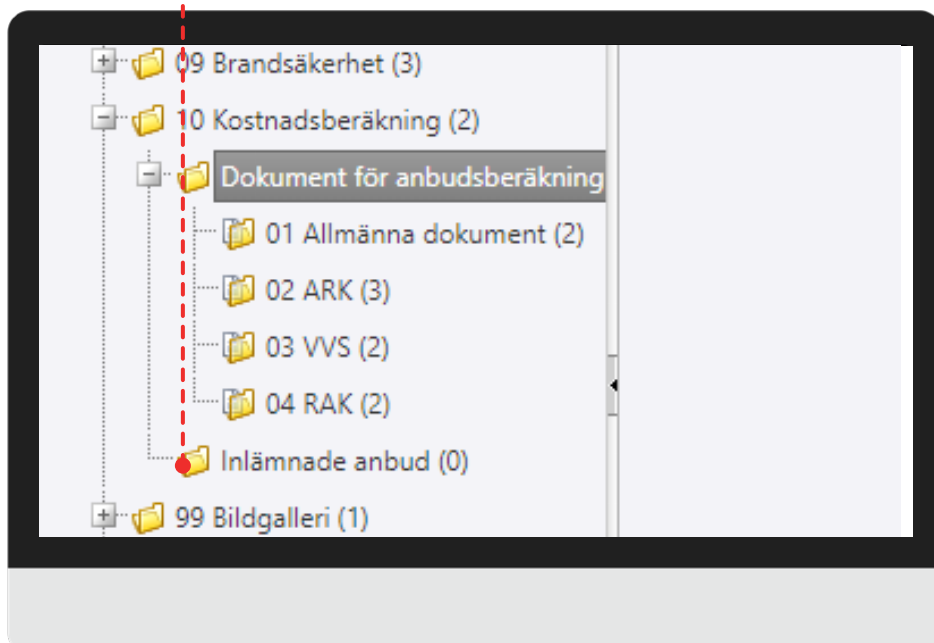 09 Brandsäkerhet (3)
10 Kostnadsberäkning (2)
Dokument för anbudsberäkning
01 Allmänna dokument (2)
02 ARK (3)
03 VVS (2)
04 RAK (2)
Inlämnade anbud (0)
99 Bildgalleri (1)